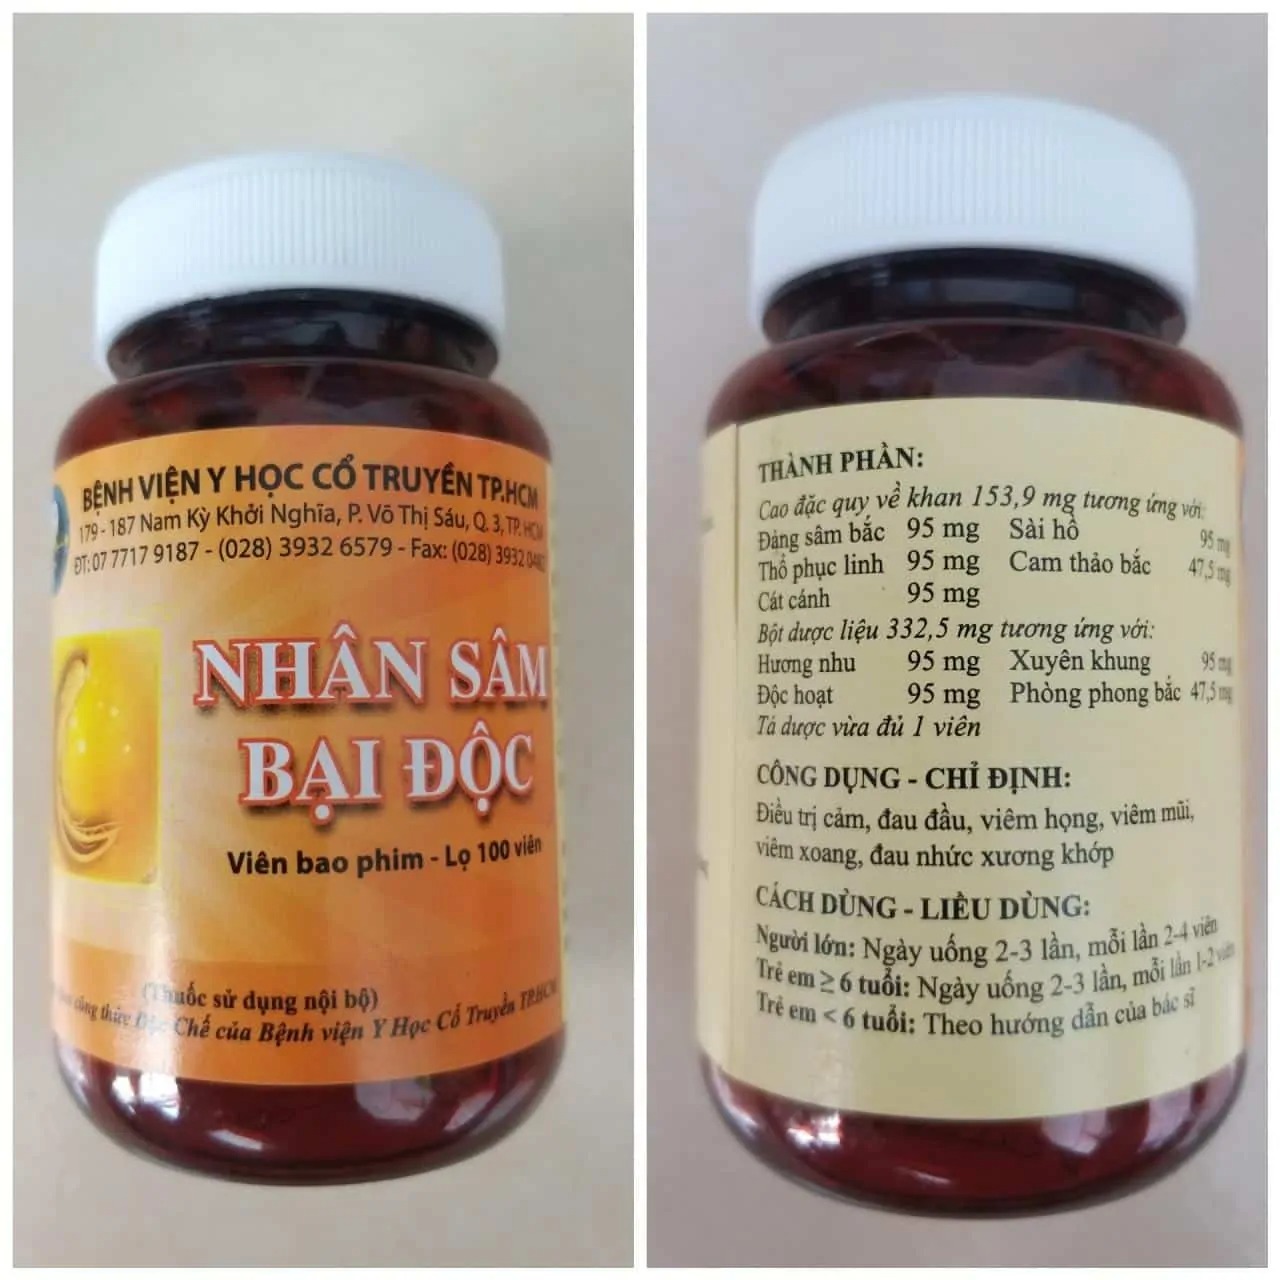 BỆNH VIỆN Y HỌC CỔ TRUYỀN TP.HCM
179 - 187 Nam Kỳ Khởi Nghĩa, P. Võ Thị Sáu, Q. 3, TP. HCM
ĐT: 07 7717 9187 - (028) 3932 6579 - Fax: (028) 3932
NHÂN SÂM
BẠI ĐỘC
Viên bao phim - Lọ 100 viên
(Thuốc sử dụng nội bộ)
công thức Độc Chế của Bệnh viện Y Học Cổ Truyền TP.HCM
THÀNH PHẦN:
Cao đặc quy về khan 153,9 mg tương ứng với:
Đảng sâm bắc 95 mg Sài hồ 95 mg
Thổ phục linh 95 mg Cam thảo bắc 47,5 mg
Cát cánh 95 mg
Bột dược liệu 332,5 mg tương ứng với:
Hương nhu 95 mg Xuyên khung 95 mg
Độc hoạt 95 mg Phòng phong bắc 47,5 mg
Tá dược vừa đủ 1 viên
CÔNG DỤNG - CHỈ ĐỊNH:
Điều trị cảm, đau đầu, viêm họng, viêm mũi,
viêm xoang, đau nhức xương khớp
CÁCH DÙNG - LIỀU DÙNG:
Người lớn: Ngày uống 2-3 lần, mỗi lần 2-4 viên
Trẻ em ≥ 6 tuổi: Ngày uống 2-3 lần, mỗi lần 1-2 viên
Trẻ em < 6 tuổi: Theo hướng dẫn của bác sĩ